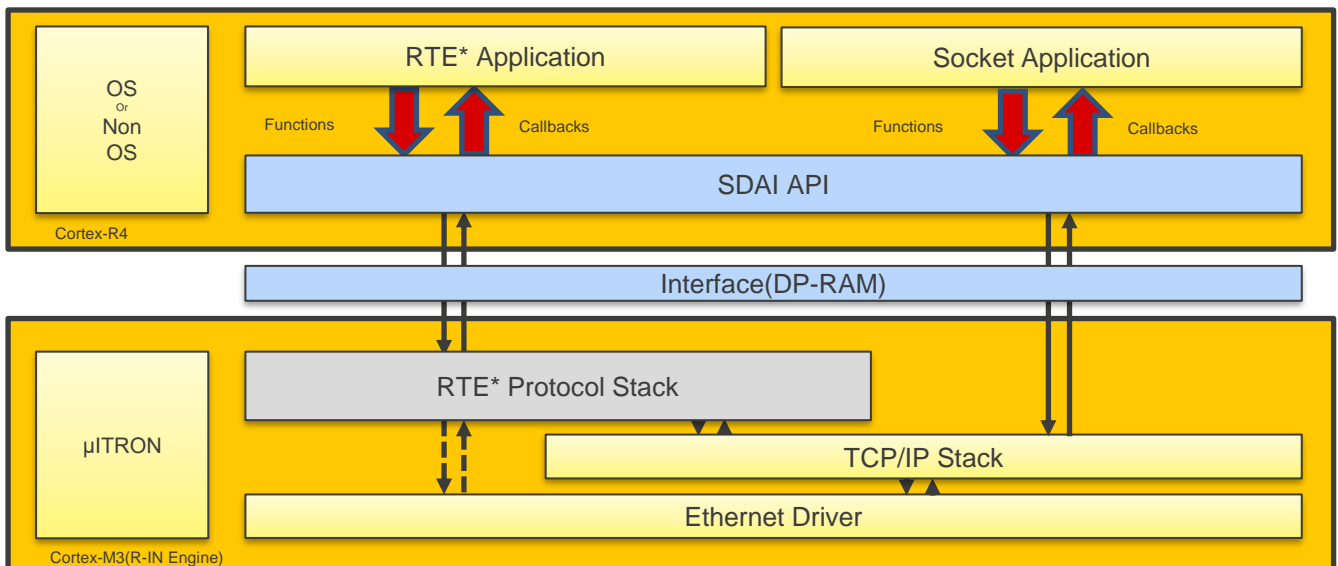 RTE* Application
Socket Application
OS
Or
Non
OS
Functions
Callbacks
Functions
Callbacks
SDAI API
Cortex-R4
Interface(DP-RAM)
RTE* Protocol Stack
µITRON
TCP/IP Stack
Ethernet Driver
Cortex-M3(R-IN Engine)